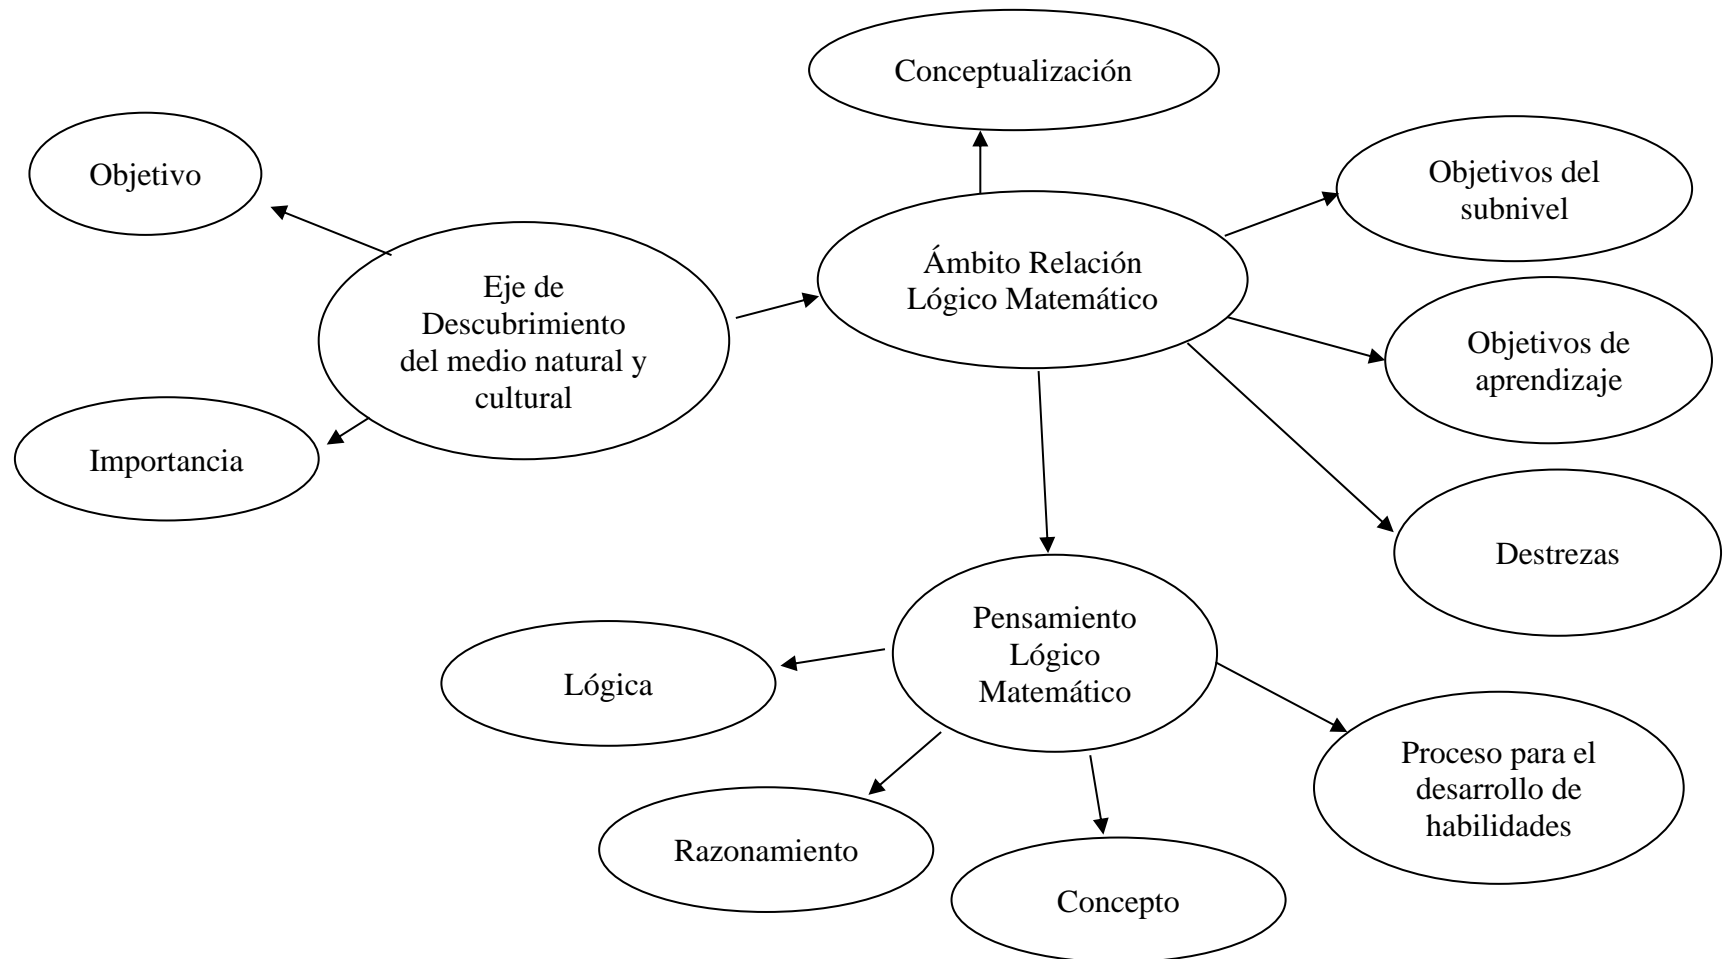 Conceptualización
Objetivo
Objetivos del
subnivel
Ámbito Relación
Lógico Matemático
Eje de
Descubrimiento
del medio natural y
cultural
Objetivos de
aprendizaje
Importancia
Destrezas
Pensamiento
Lógico
Matemático
Lógica
Proceso para el
desarrollo de
habilidades
Razonamiento
Concepto